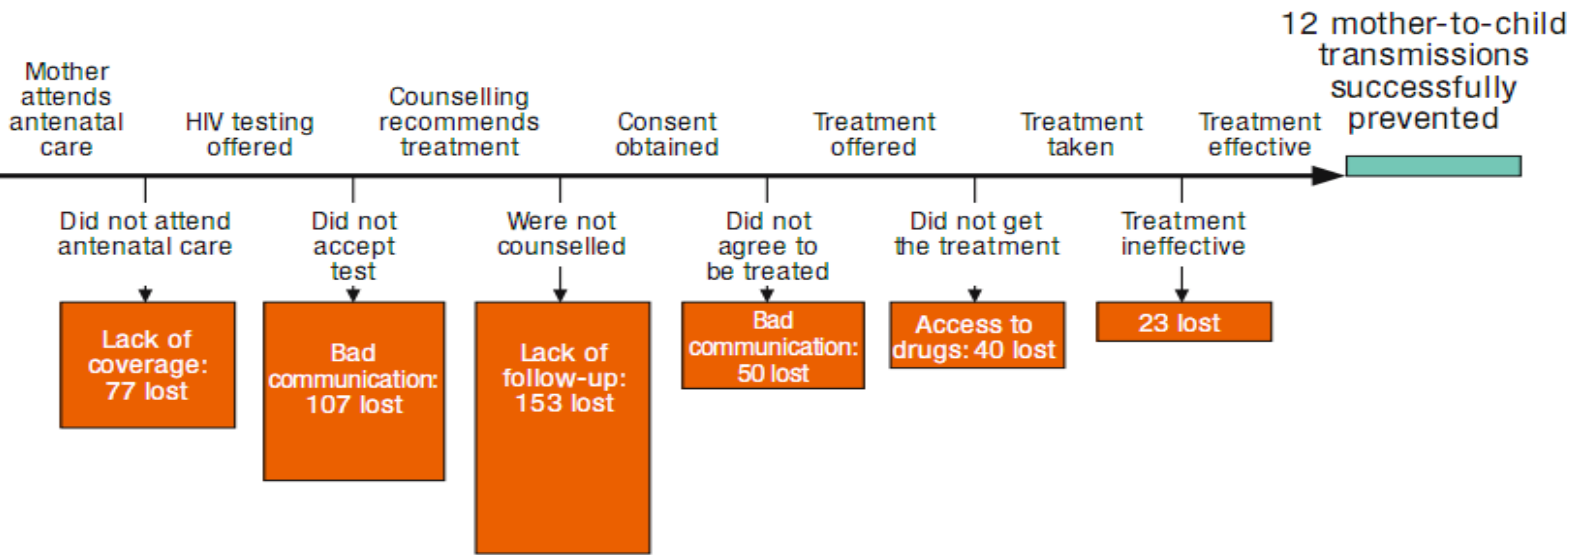 12 mother-to-child
transmissions
successfully
prevented
Mother
attends
antenatal
care
HIV testing
offered
Counselling
recommends
treatment
Consent
obtained
Treatment
offered
Treatment
taken
Treatment
effective
Did not attend
antenatal care
Did not
accept
test
Were not
counselled
Did not
agree to
be treated
Did not get
the treatment
Treatment
ineffective
Lack of
coverage:
77 lost
Bad
communication:
107 lost
Lack of
follow-up:
153 lost
Bad
communication:
50 lost
Access to
drugs: 40 lost
23 lost